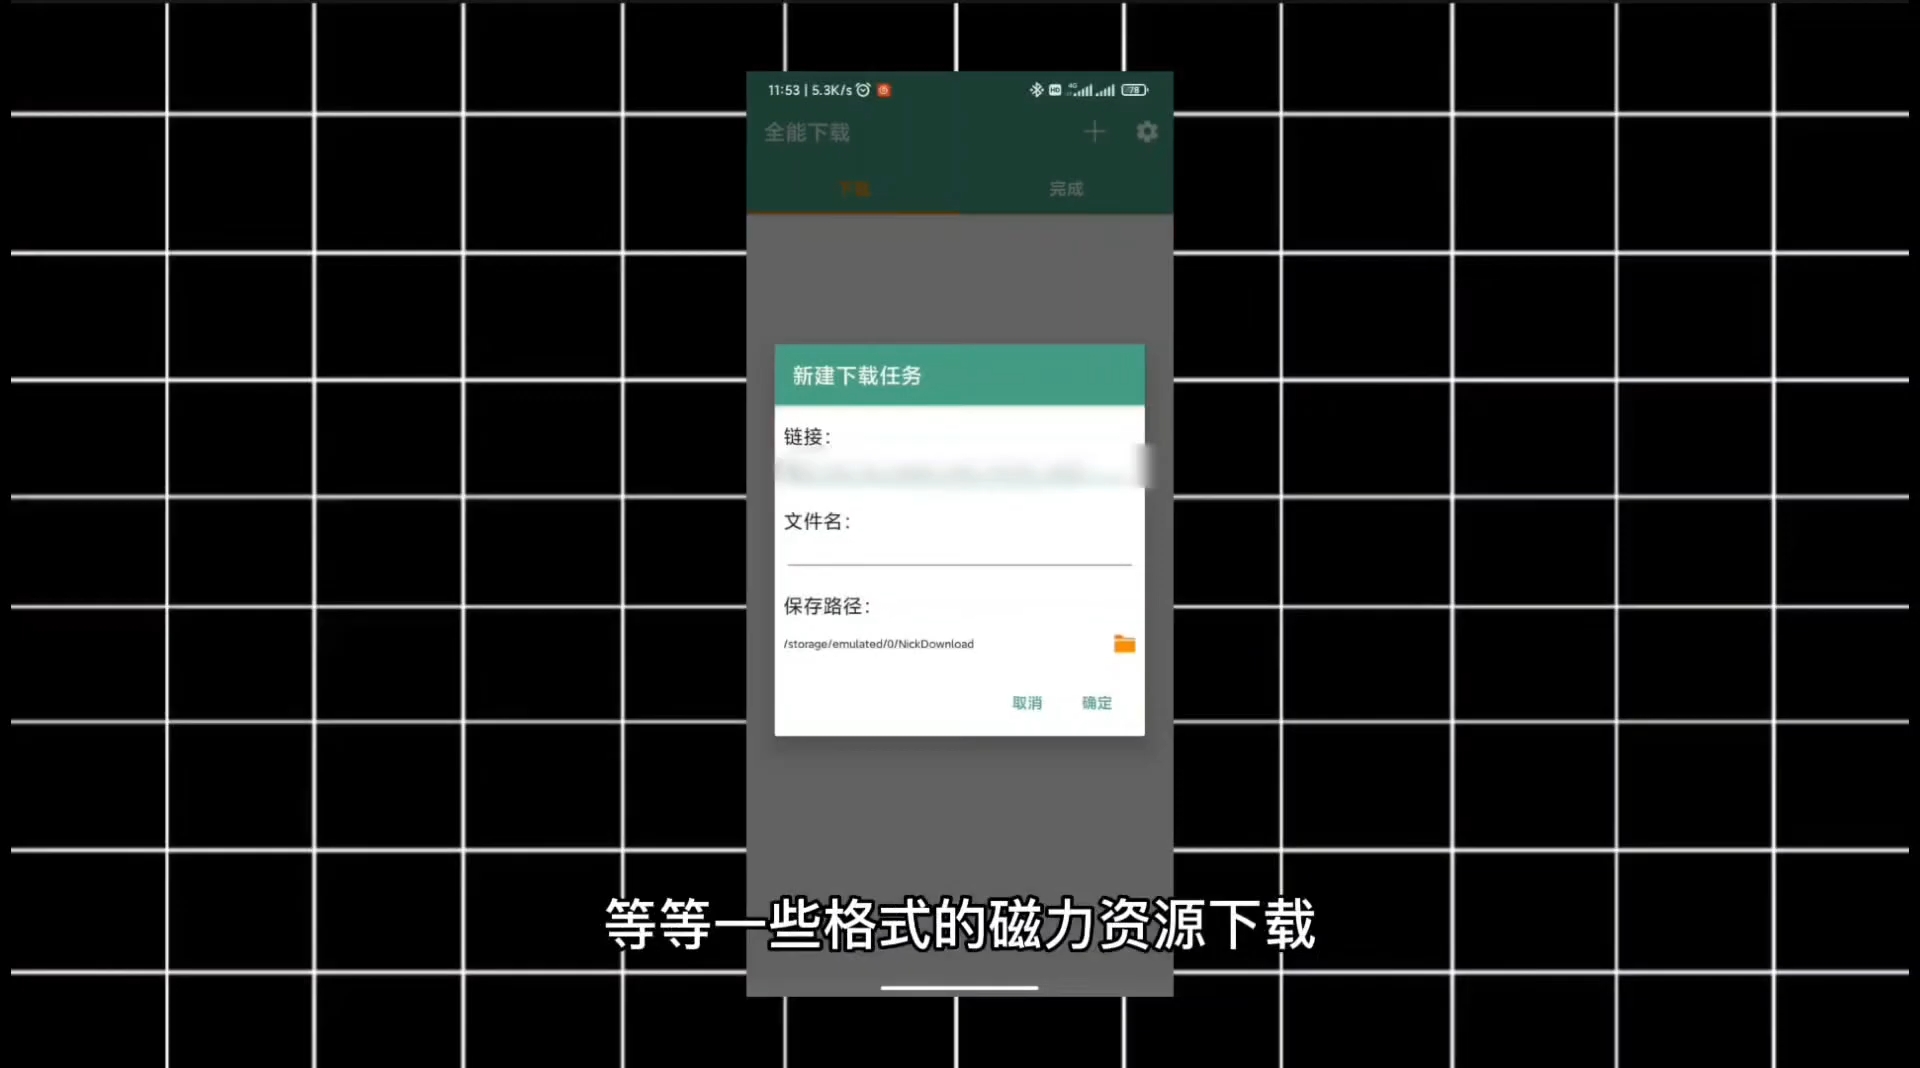 11:53 | 5.3K/s
4G
78
全能下载
下载
完成
新建下载任务
链接：
文件名：
保存路径：
/storage/emulated/0/NickDownload
取消
确定
等等一些格式的磁力资源下载